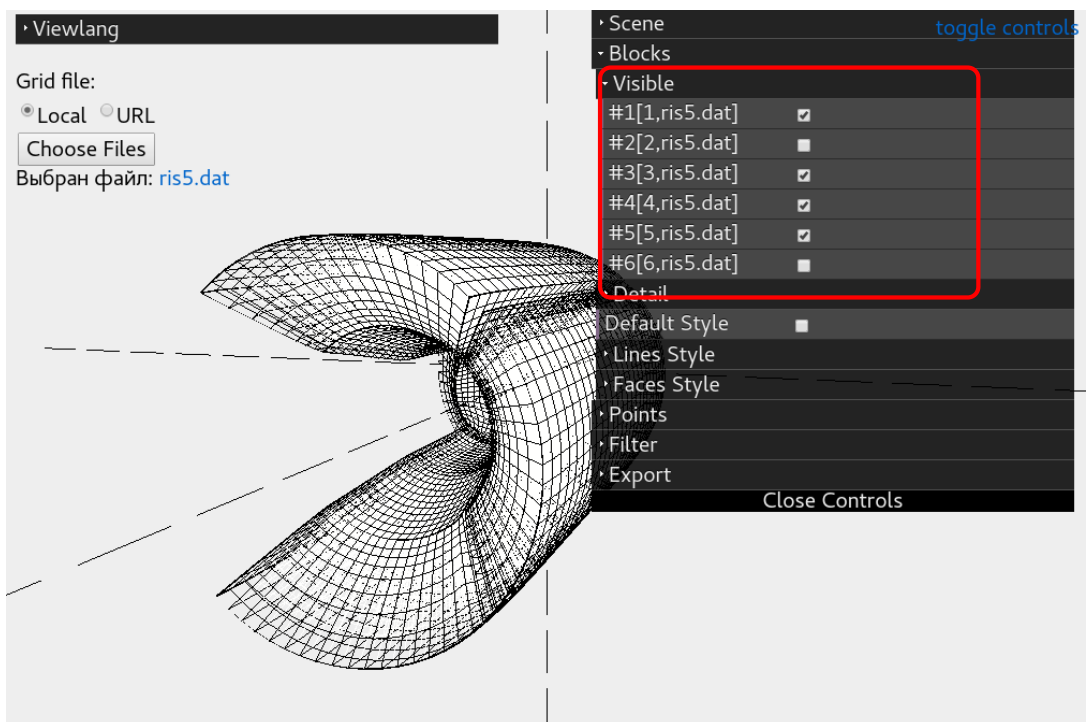 Viewlang
Grid file:
Local URL
Choose Files
Выбран файл: ris5.dat
Scene
toggle controls
Blocks
Visible
#1[1,ris5.dat]
#2[2,ris5.dat]
#3[3,ris5.dat]
#4[4,ris5.dat]
#5[5,ris5.dat]
#6[6,ris5.dat]
Detail
Default Style
Lines Style
Faces Style
Points
Filter
Export
Close Controls